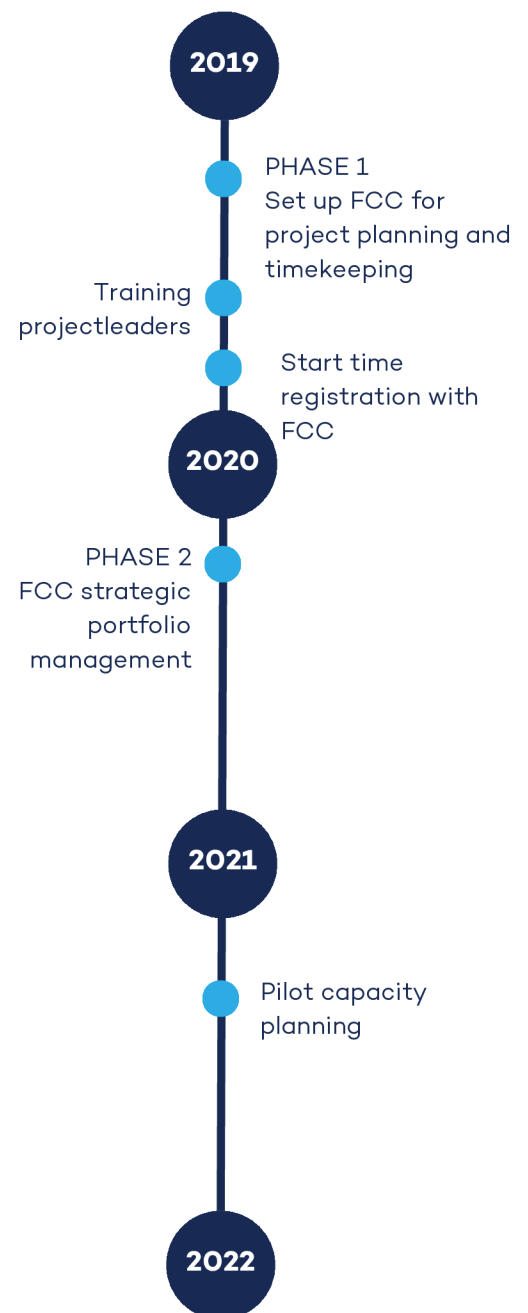 2019
PHASE 1
Set up FCC for
project planning and
timekeeping
Training
projectleaders
Start time
registration with
FCC
2020
PHASE 2
FCC strategic
portfolio
management
2021
Pilot capacity
planning
2022